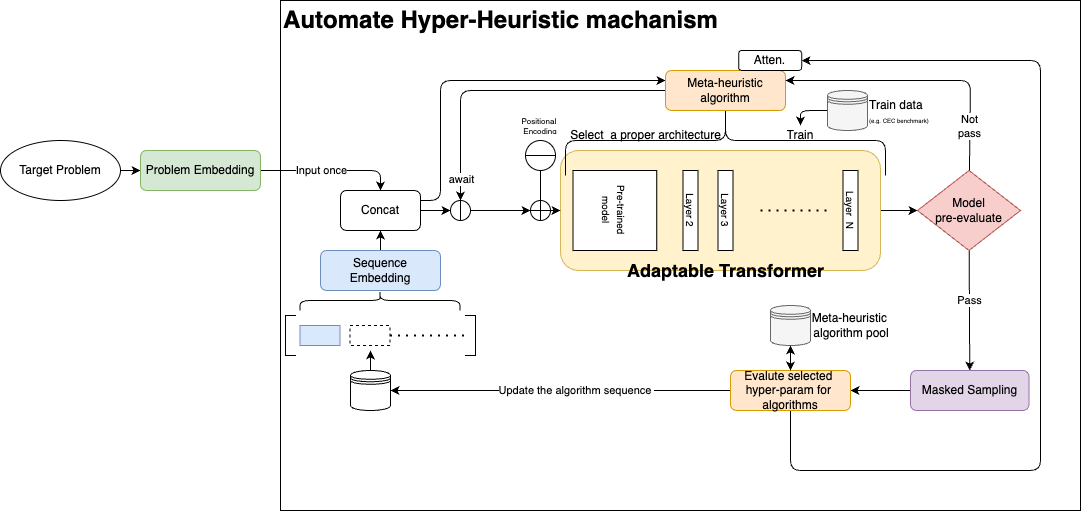 Automate Hyper-Heuristic machanism
Atten.
Meta-heuristic
algorithm
Train data
(e.g. CEC benchmark)
Positional
Encoding
Select  a proper architecture
Train
Not
pass
Target Problem
Problem Embedding
Input once
await
Concat
Pre-trained
model
Layer 2
Layer 3
Layer N
Model
pre-evaluate
Adaptable Transformer
Sequence
Embedding
Pass
Meta-heuristic
algorithm pool
Evalute selected
hyper-param for
algorithms
Masked Sampling
Update the algorithm sequence